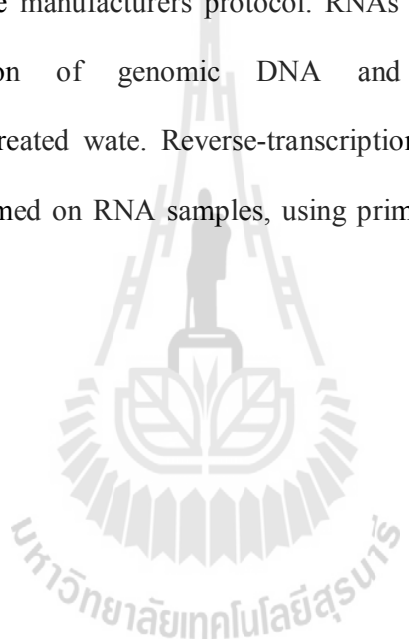 e manufacturers protocol. RNAs
on of genomic DNA and
reated wate. Reverse-transcription
med on RNA samples, using prim
มหาวิทยาลัยเทคโนโลยีสุรนารี